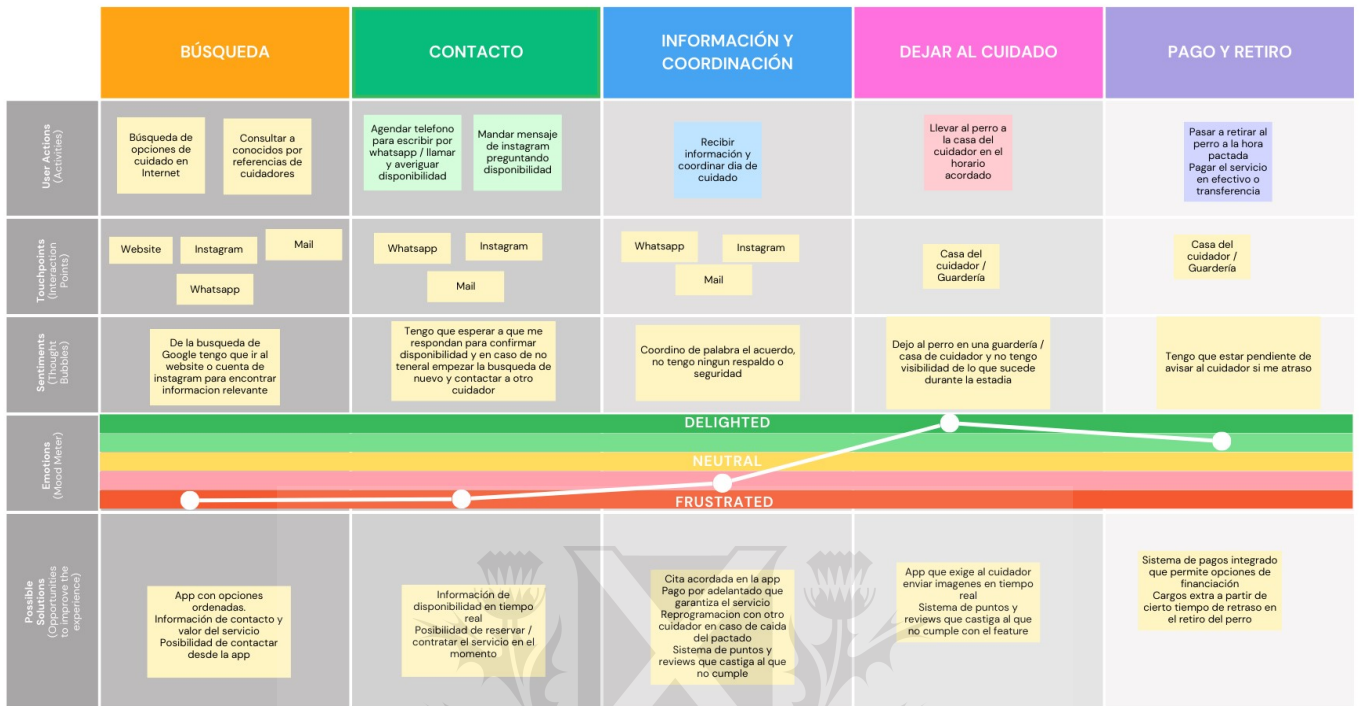 BÚSQUEDA
CONTACTO
INFORMACIÓN Y
COORDINACIÓN
DEJAR AL CUIDADO
PAGO Y RETIRO
User Actions
(Activities)
Búsqueda de
opciones de
cuidado en
Internet
Consultar a
conocidos por
referencias de
cuidadores
Agendar telefono
para escribir por
whatsapp / llamar
y averiguar
disponibilidad
Mandar mensaje
de instagram
preguntando
disponibilidad
Recibir
información y
coordinar dia de
cuidado
Llevar al perro a
la casa del
cuidador en el
horario
acordado
Pasar a retirar al
perro a la hora
pactada
Pagar el servicio
en efectivo o
transferencia
Touchpoints
(Interaction
Points)
Website
Instagram
Mail
Whatsapp
Whatsapp
Instagram
Mail
Whatsapp
Instagram
Mail
Casa del
cuidador /
Guardería
Casa del
cuidador /
Guardería
Sentiments
(Thought
Bubbles)
De la busqueda de
Google tengo que ir al
website o cuenta de
instagram para encontrar
informacion relevante
Tengo que esperar a que me
respondan para confirmar
disponibilidad y en caso de no
teneral empezar la busqueda de
nuevo y contactar a otro
cuidador
Coordino de palabra el acuerdo,
no tengo ningun respaldo o
seguridad
Dejo al perro en una guardería /
casa de cuidador y no tengo
visibilidad de lo que sucede
durante la estadia
Tengo que estar pendiente de
avisar al cuidador si me atraso
Emotions
(Mood Meter)
DELIGHTED
NEUTRAL
FRUSTRATED
Possible
Solutions
(Opportunities
to improve the
experience)
App con opciones
ordenadas.
Información de contacto y
valor del servicio
Posibilidad de contactar
desde la app
Información de
disponibilidad en tiempo
real
Posibilidad de reservar /
contratar el servicio en el
momento
Cita acordada en la app
Pago por adelantado que
garantiza el servicio
Reprogramacion con otro
cuidador en caso de caida
del pactado
Sistema de puntos y
reviews que castiga al que
no cumple
App que exige al cuidador
enviar imagenes en tiempo
real
Sistema de puntos y
reviews que castiga al que
no cumple con el feature
Sistema de pagos integrado
que permite opciones de
financiación
Cargos extra a partir de
cierto tiempo de retraso en
el retiro del perro